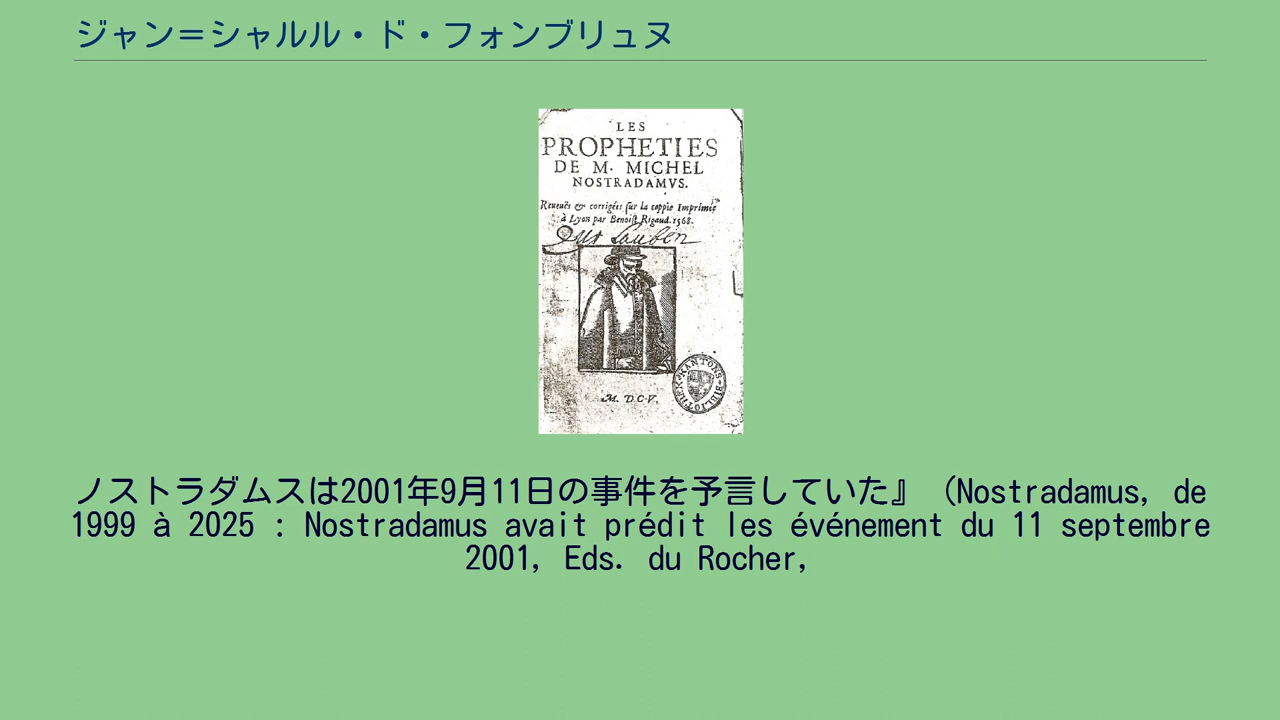 ジャン＝シャルル・ド・フォンブリュヌ
LES
PROPHETIES
DE M. MICHEL
NOSTRADAMVS.
Reueuës & corrigées sur la coppie Imprimée
à Lyon par Benoist Rigaud. 1568.
M. DCV.
ノストラダムスは2001年9月11日の事件を予言していた』（Nostradamus, de
1999 à 2025 : Nostradamus avait prédit les événement du 11 septembre
2001, Eds. du Rocher,